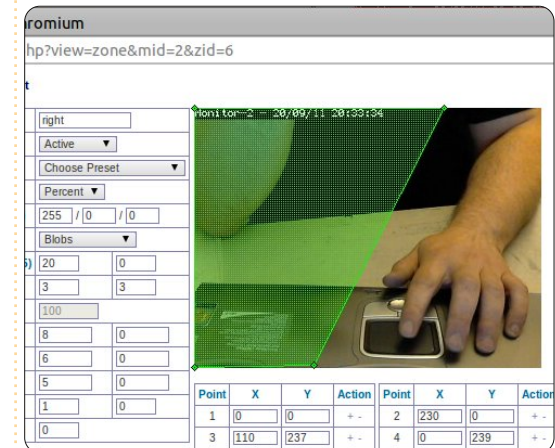 romium
hp?view=zone&mid=2&zid=6
t
right
Active
Choose Preset
Percent
255 / 0 / 0
Blobs
) 20 0
3 3
100
8 0
6 0
5 0
1 0
0
Monitor-2 - 20/09/11 20:33:34
Point X Y Action Point X Y Action
1 0 0 + - 2 230 0 + -
3 110 237 + - 4 0 239 + -